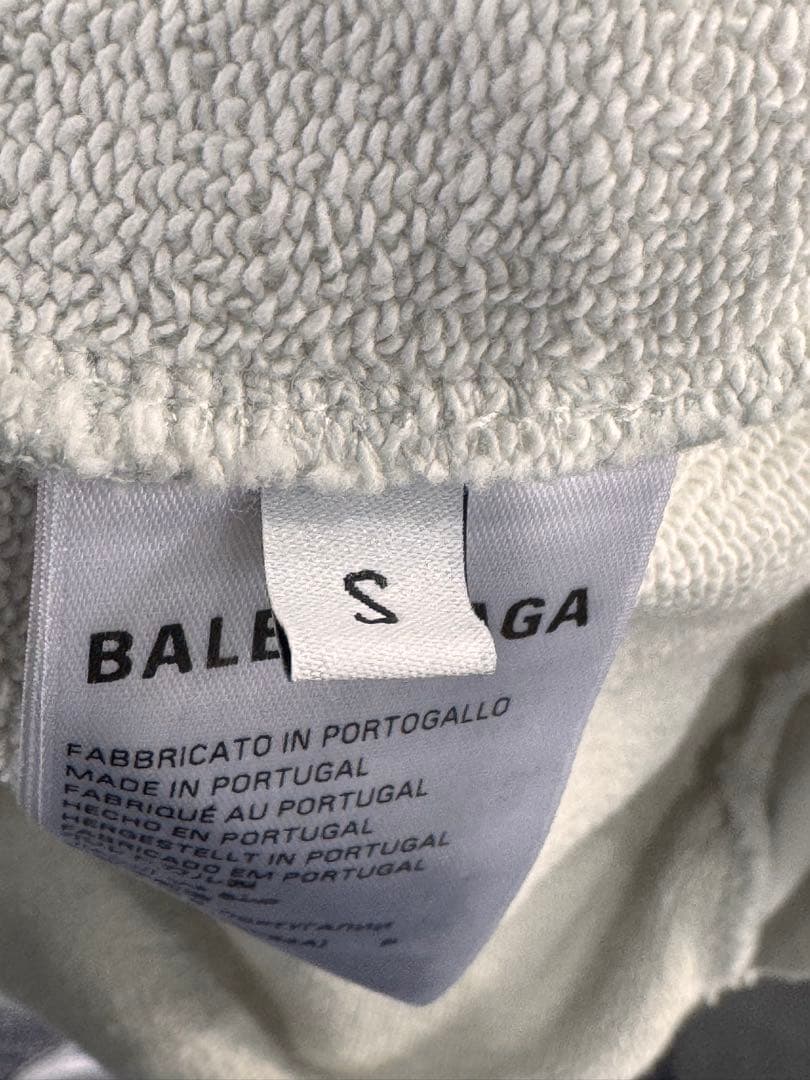 S
BALE AGA
FABBRICATO IN PORTOGALLO
MADE IN PORTUGAL
FABRIQUÉ AU PORTUGAL
HECHO EN PORTUGAL
HERGESTELLT IN PORTUGAL
FABRICADO EM PORTUGAL